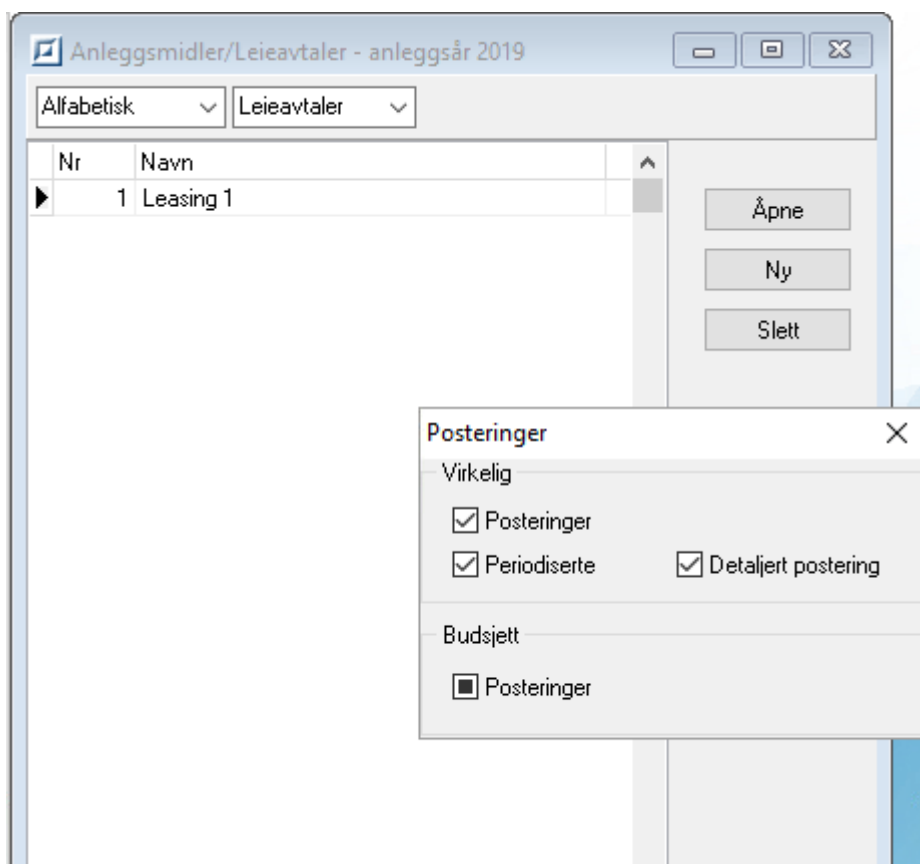 Anleggsmidler/Leieavtaler - anleggsår 2019
Alfabetisk Leieavtaler
Nr Navn
1 Leasing 1
Åpne
Ny
Slett
Posteringer
Virkelig
Posteringer
Periodiserte Detaljert postering
Budsjett
Posteringer